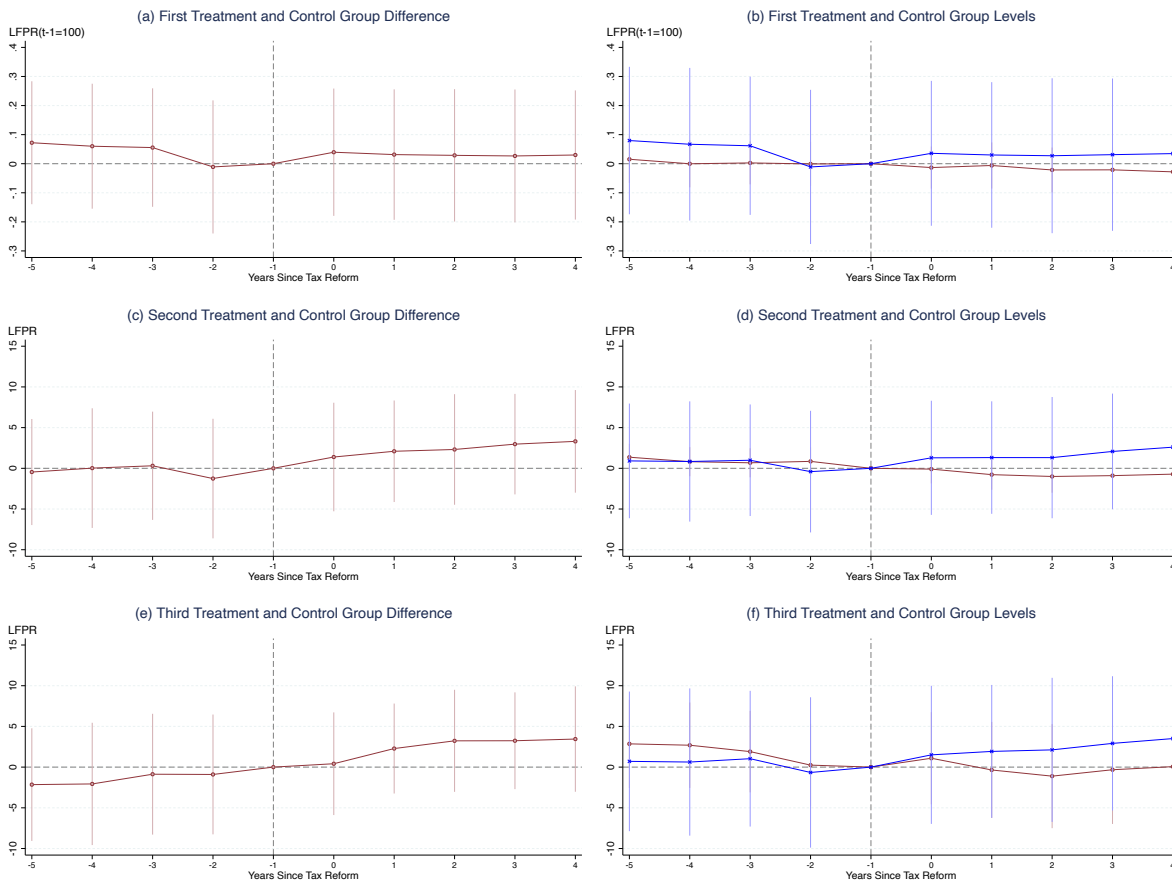 (a) First Treatment and Control Group Difference
LFPR(t-1=100)
.4
.3
.2
.1
0
-.1
-.2
-.3
-5 -4 -3 -2 -1 0 1 2 3 4
Years Since Tax Reform
(b) First Treatment and Control Group Levels
LFPR(t-1=100)
.4
.3
.2
.1
0
-.1
-.2
-.3
-5 -4 -3 -2 -1 0 1 2 3 4
Years Since Tax Reform
(c) Second Treatment and Control Group Difference
LFPR
15
10
5
0
-5
-10
-5 -4 -3 -2 -1 0 1 2 3 4
Years Since Tax Reform
(d) Second Treatment and Control Group Levels
LFPR
15
10
5
0
-5
-10
-5 -4 -3 -2 -1 0 1 2 3 4
Years Since Tax Reform
(e) Third Treatment and Control Group Difference
LFPR
15
10
5
0
-5
-10
-5 -4 -3 -2 -1 0 1 2 3 4
Years Since Tax Reform
(f) Third Treatment and Control Group Levels
LFPR
15
10
5
0
-5
-10
-5 -4 -3 -2 -1 0 1 2 3 4
Years Since Tax Reform